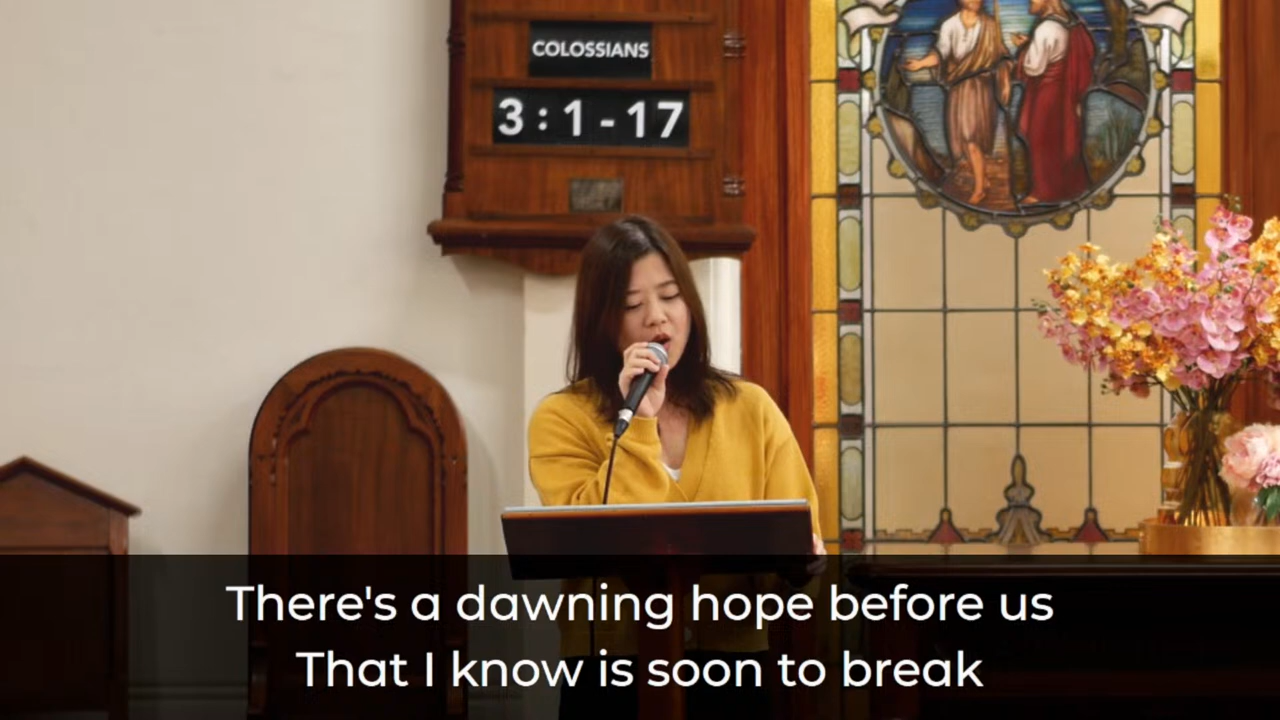 COLOSSIANS
3:1-17
There's a dawning hope before us
That I know is soon to break